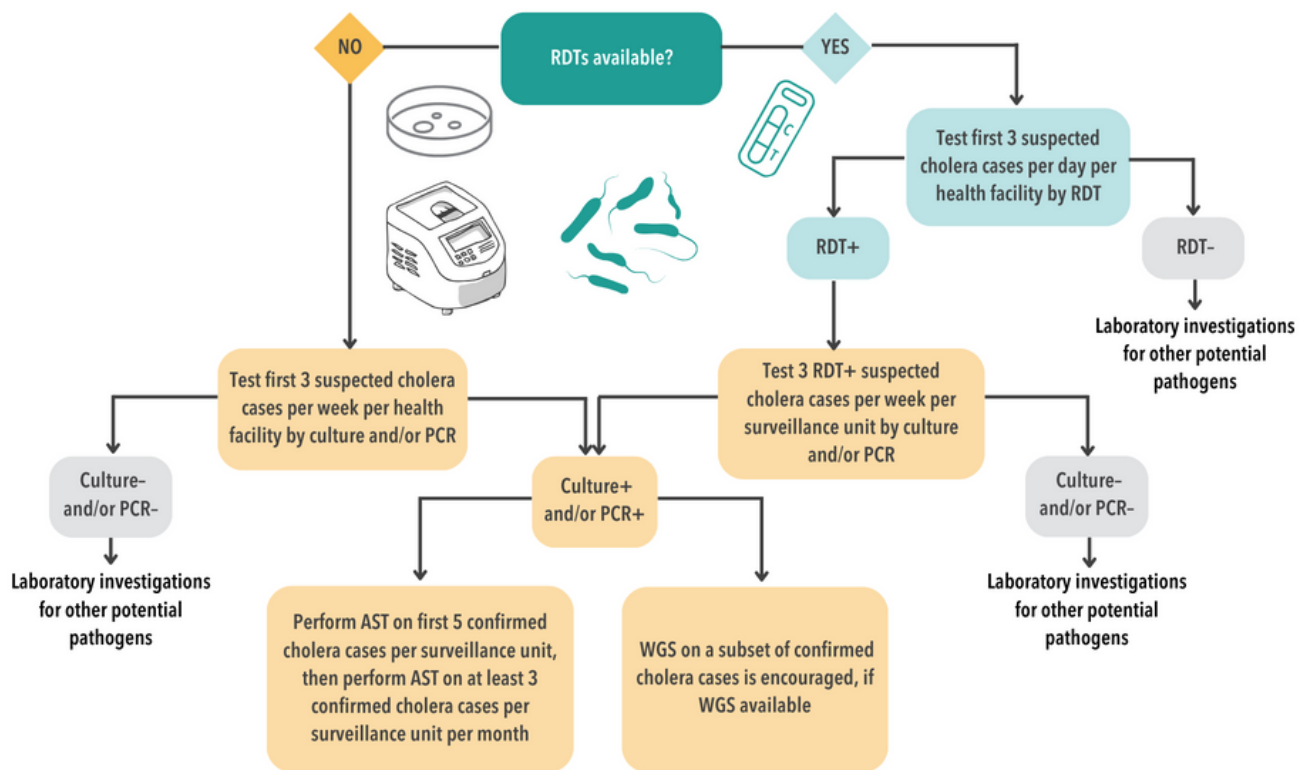 NO
RDTs available?
YES
C
T
Test first 3 suspected
cholera cases per day per
health facility by RDT
RDT+
RDT–
Laboratory investigations
for other potential
pathogens
Test first 3 suspected cholera
cases per week per health
facility by culture and/or PCR
Test 3 RDT+ suspected
cholera cases per week per
surveillance unit by culture
and/or PCR
Culture–
and/or PCR–
Culture+
and/or PCR+
Culture–
and/or PCR–
Laboratory investigations
for other potential
pathogens
Laboratory investigations
for other potential
pathogens
Perform AST on first 5 confirmed
cholera cases per surveillance unit,
then perform AST on at least 3
confirmed cholera cases per
surveillance unit per month
WGS on a subset of confirmed
cholera cases is encouraged, if
WGS available